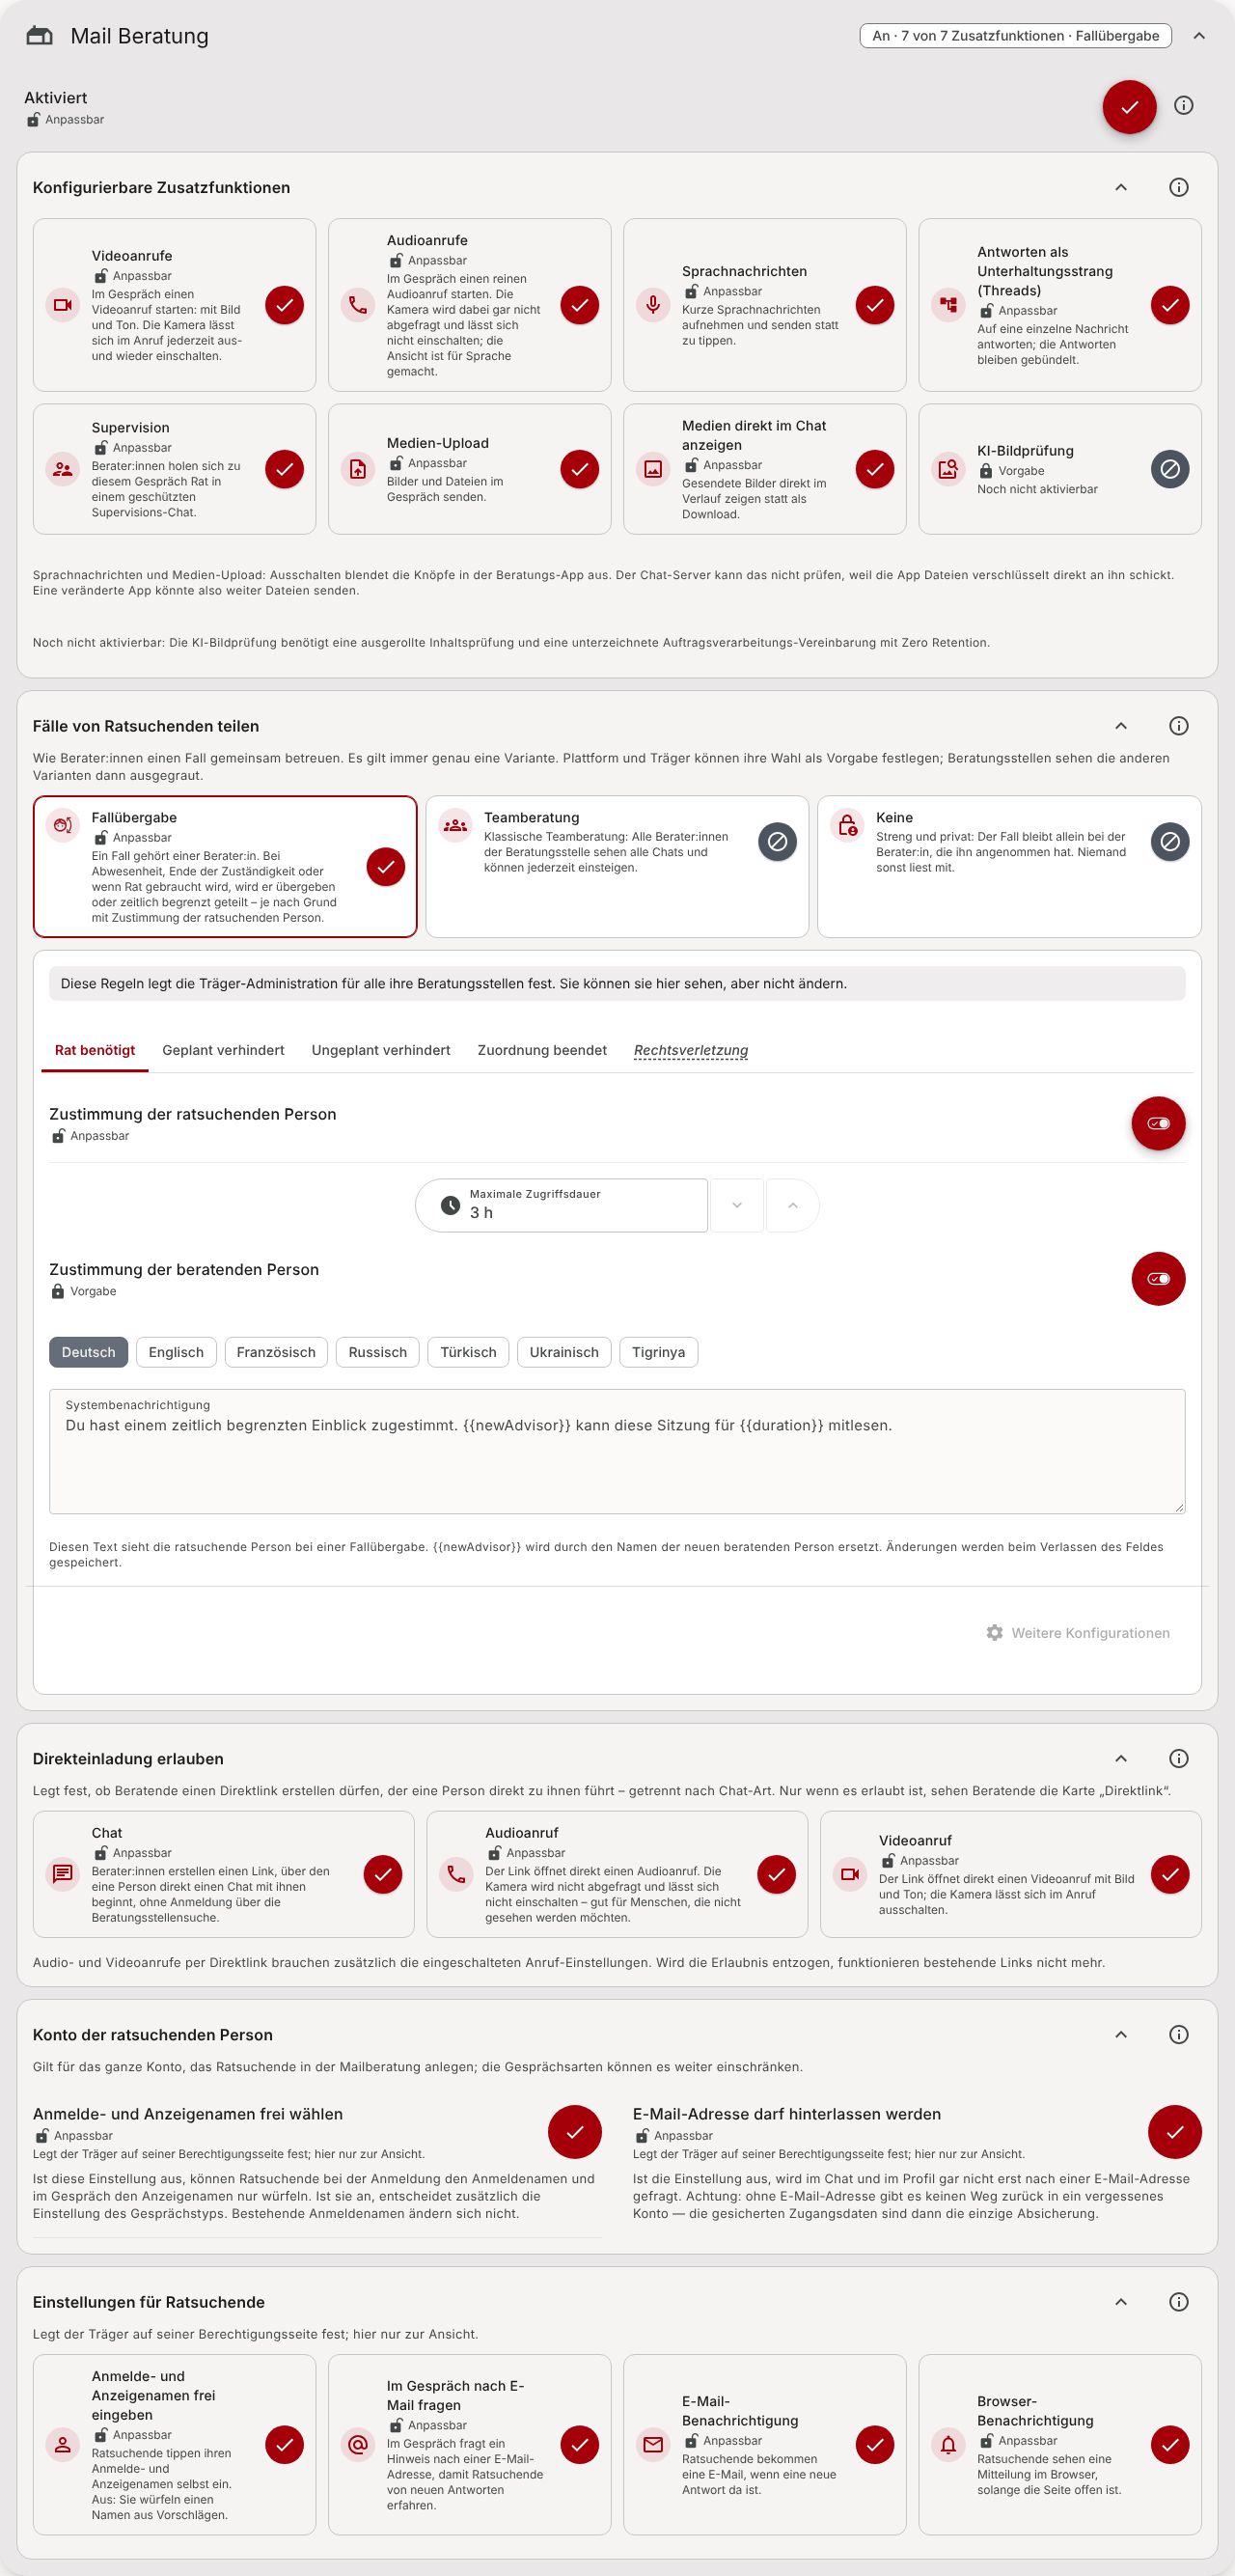 Mail Beratung
An · 7 von 7 Zusatzfunktionen · Fallübergabe
Aktiviert
Anpassbar
Konfigurierbare Zusatzfunktionen
Videoanrufe
Anpassbar
Im Gespräch einen
Videoanruf starten: mit Bild
und Ton. Die Kamera lässt
sich im Anruf jederzeit aus-
und wieder einschalten.
Audioanrufe
Anpassbar
Im Gespräch einen reinen
Audioanruf starten. Die
Kamera wird dabei gar nicht
abgefragt und lässt sich
nicht einschalten; die
Ansicht ist für Sprache
gemacht.
Sprachnachrichten
Anpassbar
Kurze Sprachnachrichten
aufnehmen und senden statt
zu tippen.
Antworten als
Unterhaltungsstrang
(Threads)
Anpassbar
Auf eine einzelne Nachricht
antworten; die Antworten
bleiben gebündelt.
Supervision
Anpassbar
Berater:innen holen sich zu
diesem Gespräch Rat in
einem geschützten
Supervisions-Chat.
Medien-Upload
Anpassbar
Bilder und Dateien im
Gespräch senden.
Medien direkt im Chat
anzeigen
Anpassbar
Gesendete Bilder direkt im
Verlauf zeigen statt als
Download.
KI-Bildprüfung
Vorgabe
Noch nicht aktivierbar
Sprachnachrichten und Medien-Upload: Ausschalten blendet die Knöpfe in der Beratungs-App aus. Der Chat-Server kann das nicht prüfen, weil die App Dateien verschlüsselt direkt an ihn schickt.
Eine veränderte App könnte also weiter Dateien senden.
Noch nicht aktivierbar: Die KI-Bildprüfung benötigt eine ausgerollte Inhaltsprüfung und eine unterzeichnete Auftragsverarbeitungs-Vereinbarung mit Zero Retention.
Fälle von Ratsuchenden teilen
Wie Berater:innen einen Fall gemeinsam betreuen. Es gilt immer genau eine Variante. Plattform und Träger können ihre Wahl als Vorgabe festlegen; Beratungsstellen sehen die anderen
Varianten dann ausgegraut.
Fallübergabe
Anpassbar
Ein Fall gehört einer Berater:in. Bei
Abwesenheit, Ende der Zuständigkeit oder
wenn Rat gebraucht wird, wird er übergeben
oder zeitlich begrenzt geteilt – je nach Grund
mit Zustimmung der ratsuchenden Person.
Teamberatung
Klassische Teamberatung: Alle Berater:innen
der Beratungsstelle sehen alle Chats und
können jederzeit einsteigen.
Keine
Streng und privat: Der Fall bleibt allein bei der
Berater:in, die ihn angenommen hat. Niemand
sonst liest mit.
Diese Regeln legt die Träger-Administration für alle ihre Beratungsstellen fest. Sie können sie hier sehen, aber nicht ändern.
Rat benötigt Geplant verhindert Ungeplant verhindert Zuordnung beendet Rechtsverletzung
Zustimmung der ratsuchenden Person
Anpassbar
Maximale Zugriffsdauer
3 h
Zustimmung der beratenden Person
Vorgabe
Deutsch Englisch Französisch Russisch Türkisch Ukrainisch Tigrinya
Systembenachrichtigung
Du hast einem zeitlich begrenzten Einblick zugestimmt. {{newAdvisor}} kann diese Sitzung für {{duration}} mitlesen.
Diesen Text sieht die ratsuchende Person bei einer Fallübergabe. {{newAdvisor}} wird durch den Namen der neuen beratenden Person ersetzt. Änderungen werden beim Verlassen des Feldes
gespeichert.
Weitere Konfigurationen
Direkteinladung erlauben
Legt fest, ob Beratende einen Direktlink erstellen dürfen, der eine Person direkt zu ihnen führt – getrennt nach Chat-Art. Nur wenn es erlaubt ist, sehen Beratende die Karte „Direktlink“.
Chat
Anpassbar
Berater:innen erstellen einen Link, über den
eine Person direkt einen Chat mit ihnen
beginnt, ohne Anmeldung über die
Beratungsstellensuche.
Audioanruf
Anpassbar
Der Link öffnet direkt einen Audioanruf. Die
Kamera wird nicht abgefragt und lässt sich
nicht einschalten – gut für Menschen, die nicht
gesehen werden möchten.
Videoanruf
Anpassbar
Der Link öffnet direkt einen Videoanruf mit Bild
und Ton; die Kamera lässt sich im Anruf
ausschalten.
Audio- und Videoanrufe per Direktlink brauchen zusätzlich die eingeschalteten Anruf-Einstellungen. Wird die Erlaubnis entzogen, funktionieren bestehende Links nicht mehr.
Konto der ratsuchenden Person
Gilt für das ganze Konto, das Ratsuchende in der Mailberatung anlegen; die Gesprächsarten können es weiter einschränken.
Anmelde- und Anzeigenamen frei wählen
Anpassbar
Legt der Träger auf seiner Berechtigungsseite fest; hier nur zur Ansicht.
Ist diese Einstellung aus, können Ratsuchende bei der Anmeldung den Anmeldenamen und
im Gespräch den Anzeigenamen nur würfeln. Ist sie an, entscheidet zusätzlich die
Einstellung des Gesprächstyps. Bestehende Anmeldenamen ändern sich nicht.
E-Mail-Adresse darf hinterlassen werden
Anpassbar
Legt der Träger auf seiner Berechtigungsseite fest; hier nur zur Ansicht.
Ist die Einstellung aus, wird im Chat und im Profil gar nicht erst nach einer E-Mail-Adresse
gefragt. Achtung: ohne E-Mail-Adresse gibt es keinen Weg zurück in ein vergessenes
Konto — die gesicherten Zugangsdaten sind dann die einzige Absicherung.
Einstellungen für Ratsuchende
Legt der Träger auf seiner Berechtigungsseite fest; hier nur zur Ansicht.
Anmelde- und
Anzeigenamen frei
eingeben
Anpassbar
Ratsuchende tippen ihren
Anmelde- und
Anzeigenamen selbst ein.
Aus: Sie würfeln einen
Namen aus Vorschlägen.
Im Gespräch nach E-
Mail fragen
Anpassbar
Im Gespräch fragt ein
Hinweis nach einer E-Mail-
Adresse, damit Ratsuchende
von neuen Antworten
erfahren.
E-Mail-
Benachrichtigung
Anpassbar
Ratsuchende bekommen
eine E-Mail, wenn eine neue
Antwort da ist.
Browser-
Benachrichtigung
Anpassbar
Ratsuchende sehen eine
Mitteilung im Browser,
solange die Seite offen ist.